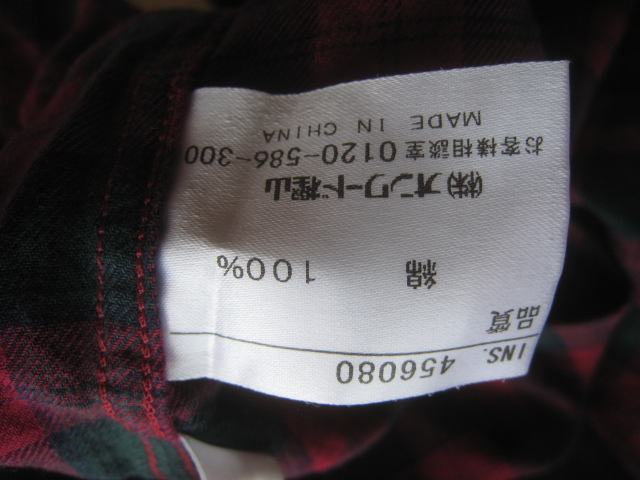 INS. 456080
品質
綿 100%
㈱オンワード樫山
お客様相談室 0120-586-300
MADE IN CHINA